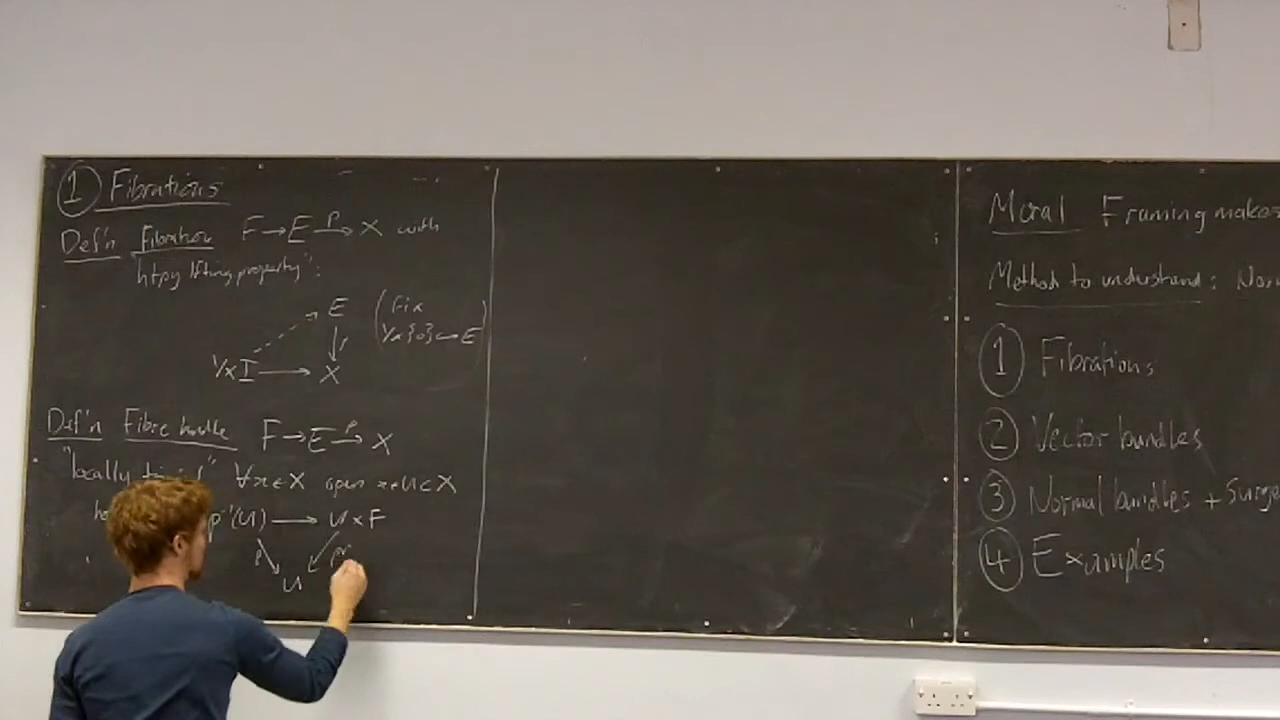 ① Fibrations
Def'n Fibration F → E →p X with
htpy lifting property":
E (Fix
Y×{0} → E
p
Y×I → X
Def'n Fibre bundle F → E →p X
"locally ∀x∈X open x∈U⊂X
p⁻¹(U) → U×F
p pr
U
Moral Framing makes
Method to understand:
① Fibrations
② Vector bundles
③ Normal bundles + Surge
④ Examples